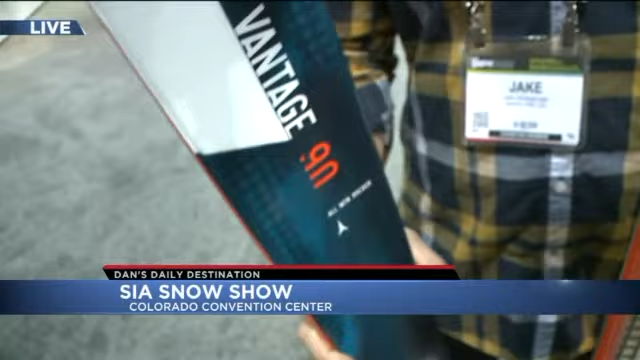 LIVE
VANTAGE 90
ALL MTN ROCKER
JAKE
DAN'S DAILY DESTINATION
SIA SNOW SHOW
COLORADO CONVENTION CENTER